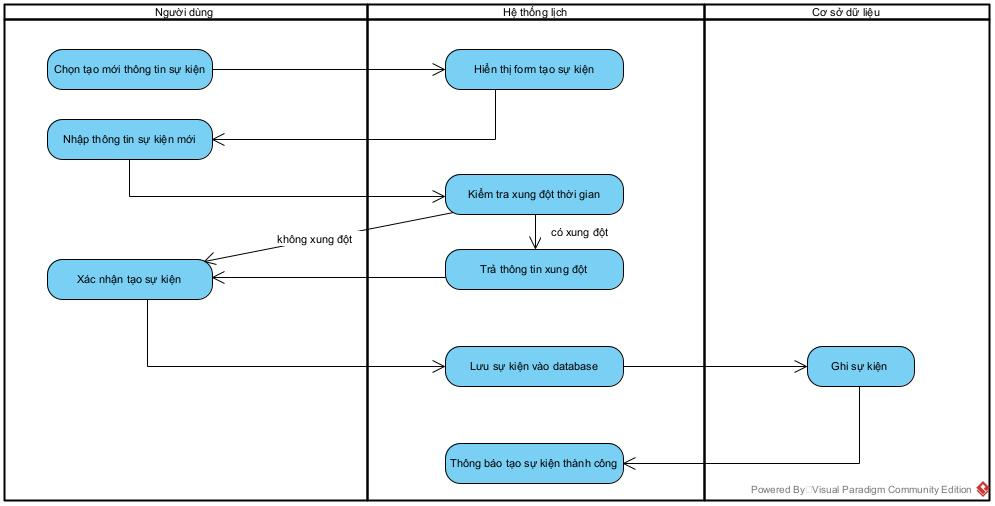 Người dùng
Hệ thống lịch
Cơ sở dữ liệu
Chọn tạo mới thông tin sự kiện
Hiển thị form tạo sự kiện
Nhập thông tin sự kiện mới
Kiểm tra xung đột thời gian
không xung đột
có xung đột
Trả thông tin xung đột
Xác nhận tạo sự kiện
Lưu sự kiện vào database
Ghi sự kiện
Thông báo tạo sự kiện thành công
Powered By Visual Paradigm Community Edition